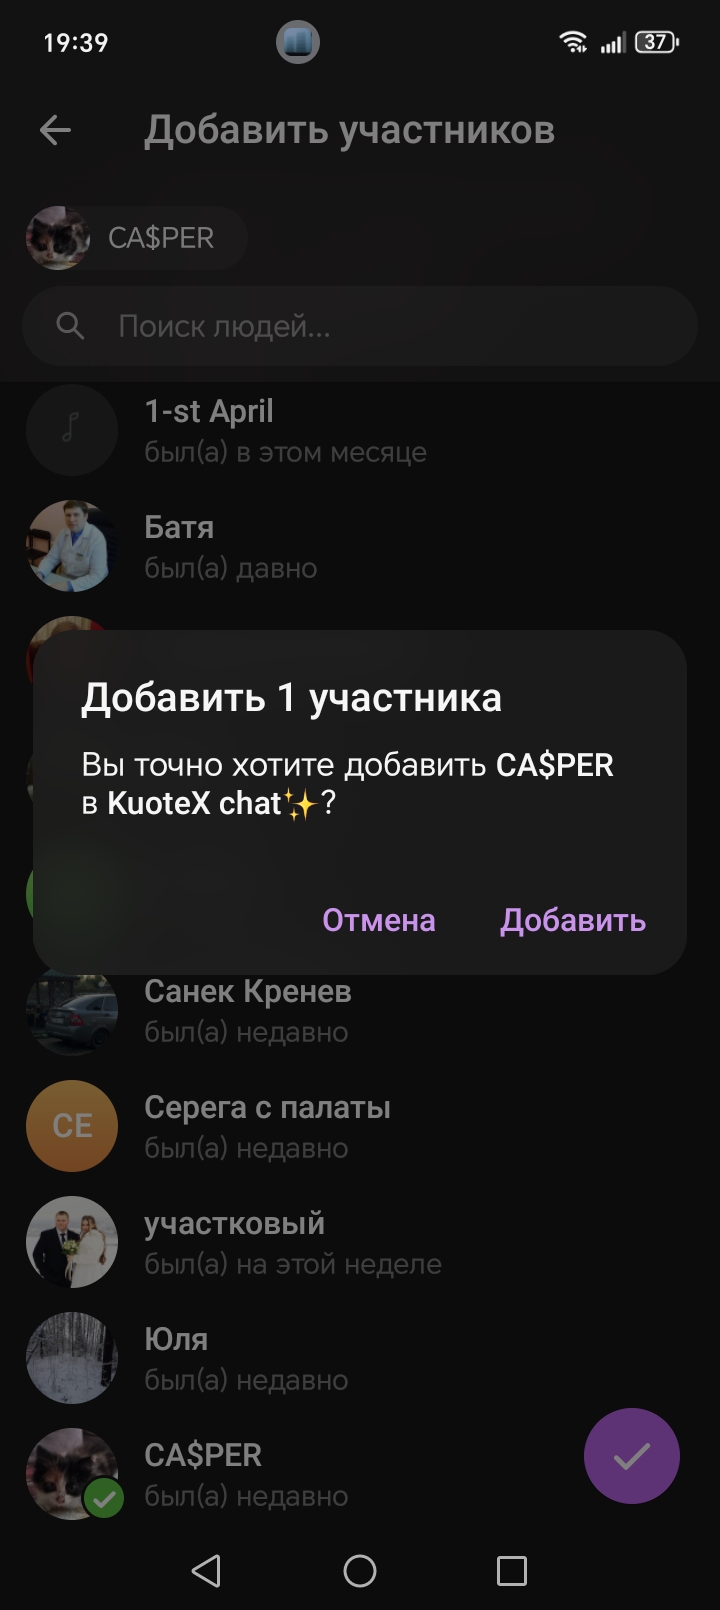 19:39
37
Добавить участников
CA$PER
Поиск людей...
1-st April
был(а) в этом месяце
Батя
был(а) давно
Добавить 1 участника
Вы точно хотите добавить CA$PER
в KuoteX chat✨?
Отмена
Добавить
Санек Кренев
был(а) недавно
СЕ
Серега с палаты
был(а) недавно
участковый
был(а) на этой неделе
Юля
был(а) недавно
CA$PER
был(а) недавно